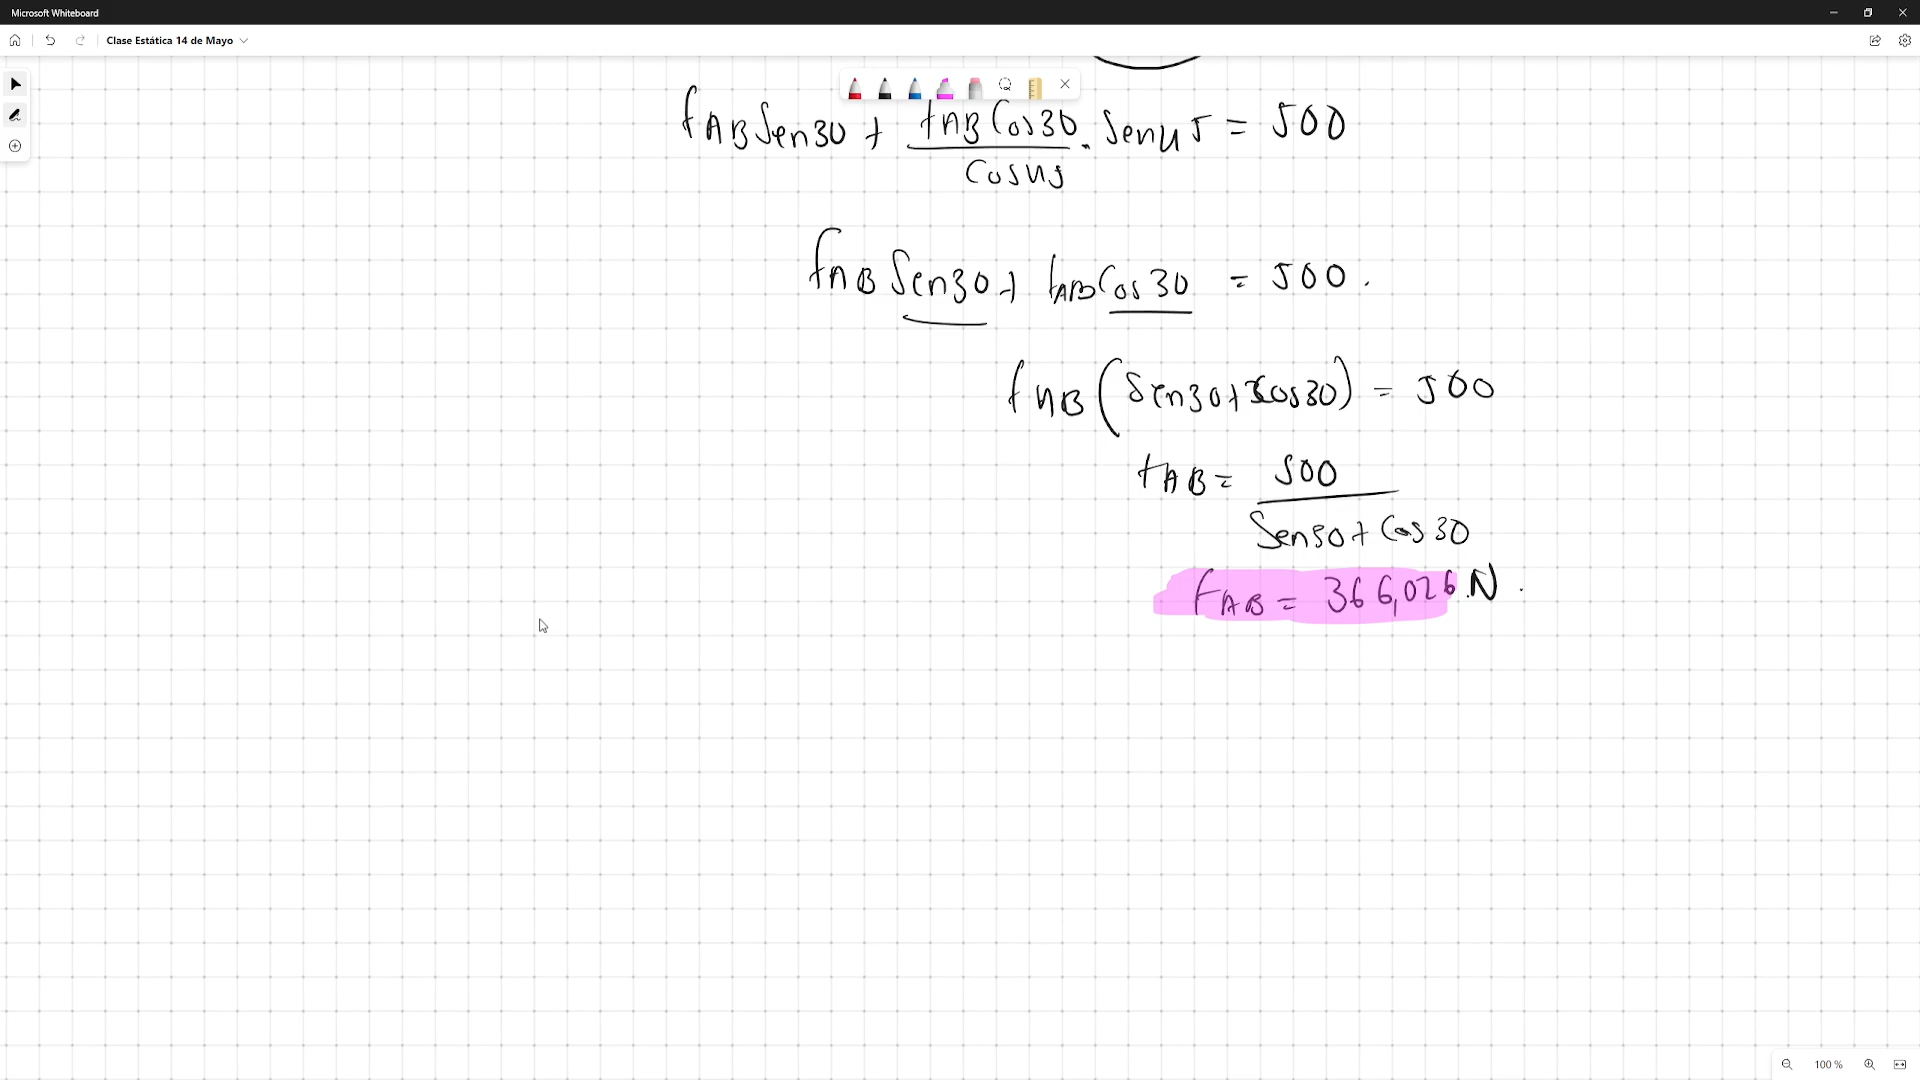 Microsoft Whiteboard
Clase Estática 14 de Mayo
fAB Sen30 + fAB Cos30 / Cos45 . Sen45 = 500
fAB Sen30 + fAB Cos30 = 500.
fAB (Sen30 + Cos30) = 500
fAB = 500 / Sen30 + Cos30
fAB = 366,026 N.
100 %